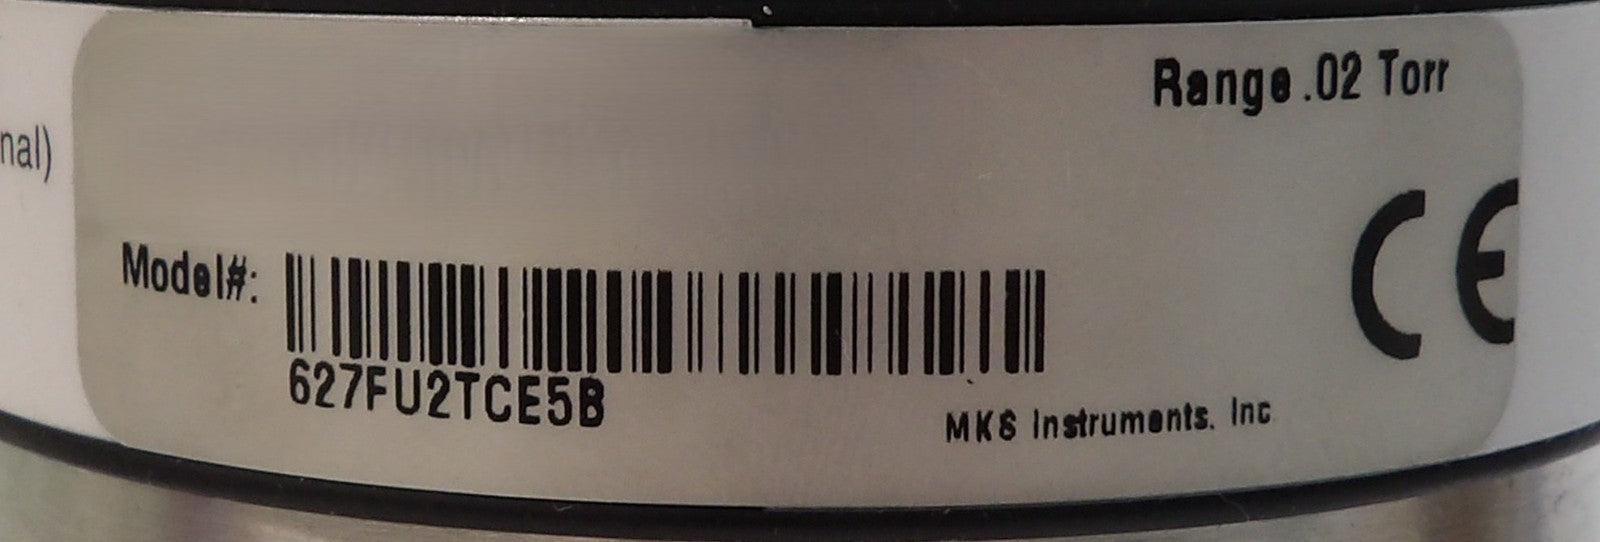 nal)
Range .02 Torr
Model#:
627FU2TCE5B
CE
MKS Instruments, Inc